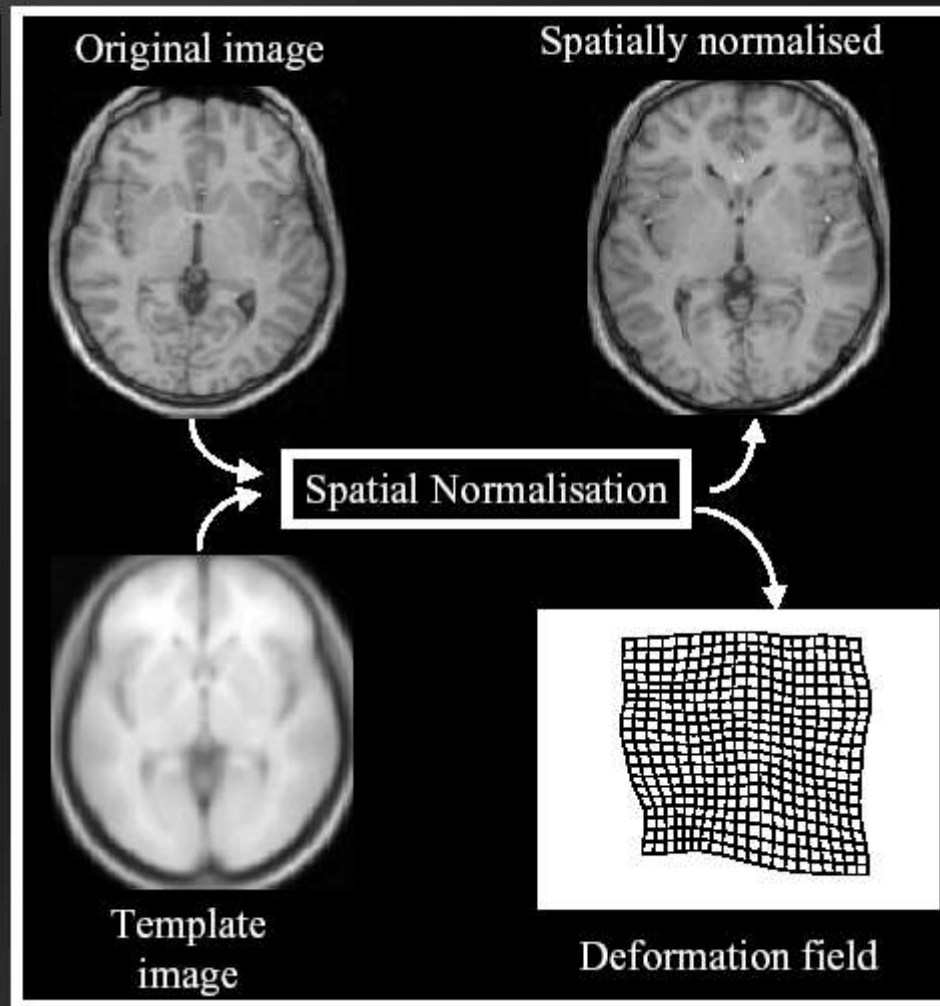 Original image
Spatially normalised
Spatial Normalisation
Template
image
Deformation field